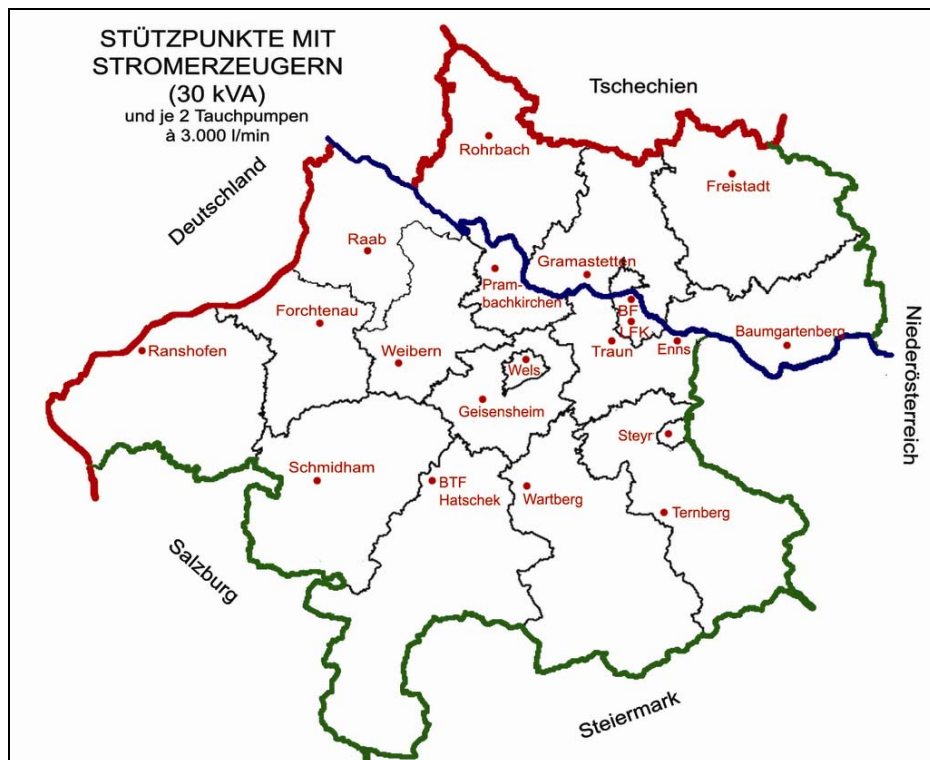 STÜTZPUNKTE MIT
STROMERZEUGERN
(30 kVA)
und je 2 Tauchpumpen
à 3.000 l/min
Tschechien
Deutschland
Rohrbach
Freistadt
Raab
Gramastetten
Pram-
bachkirchen
Forchtenau
BF
LFK
Ranshofen
Weibern
Wels
Traun
Enns
Baumgartenberg
Niederösterreich
Geisensheim
Steyr
Schmidham
BTF
Hatschek
Wartberg
Ternberg
Salzburg
Steiermark